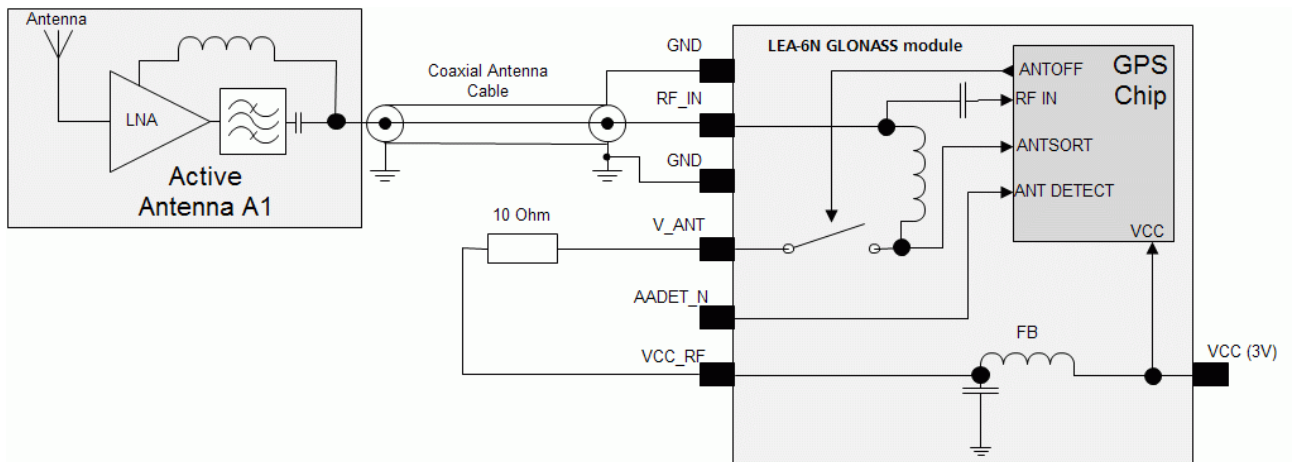 Antenna
LNA
Active
Antenna A1
Coaxial Antenna
Cable
10 Ohm
GND
RF_IN
GND
V_ANT
AADET_N
VCC_RF
LEA-6N GLONASS module
GPS
Chip
ANTOFF
RF IN
ANTSORT
ANT DETECT
VCC
FB
VCC (3V)